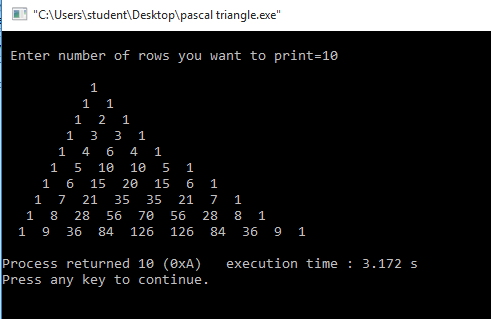 "C:\Users\student\Desktop\pascal triangle.exe"
Enter number of rows you want to print=10
1
1 1
1 2 1
1 3 3 1
1 4 6 4 1
1 5 10 10 5 1
1 6 15 20 15 6 1
1 7 21 35 35 21 7 1
1 8 28 56 70 56 28 8 1
1 9 36 84 126 126 84 36 9 1
Process returned 10 (0xA) execution time : 3.172 s
Press any key to continue.